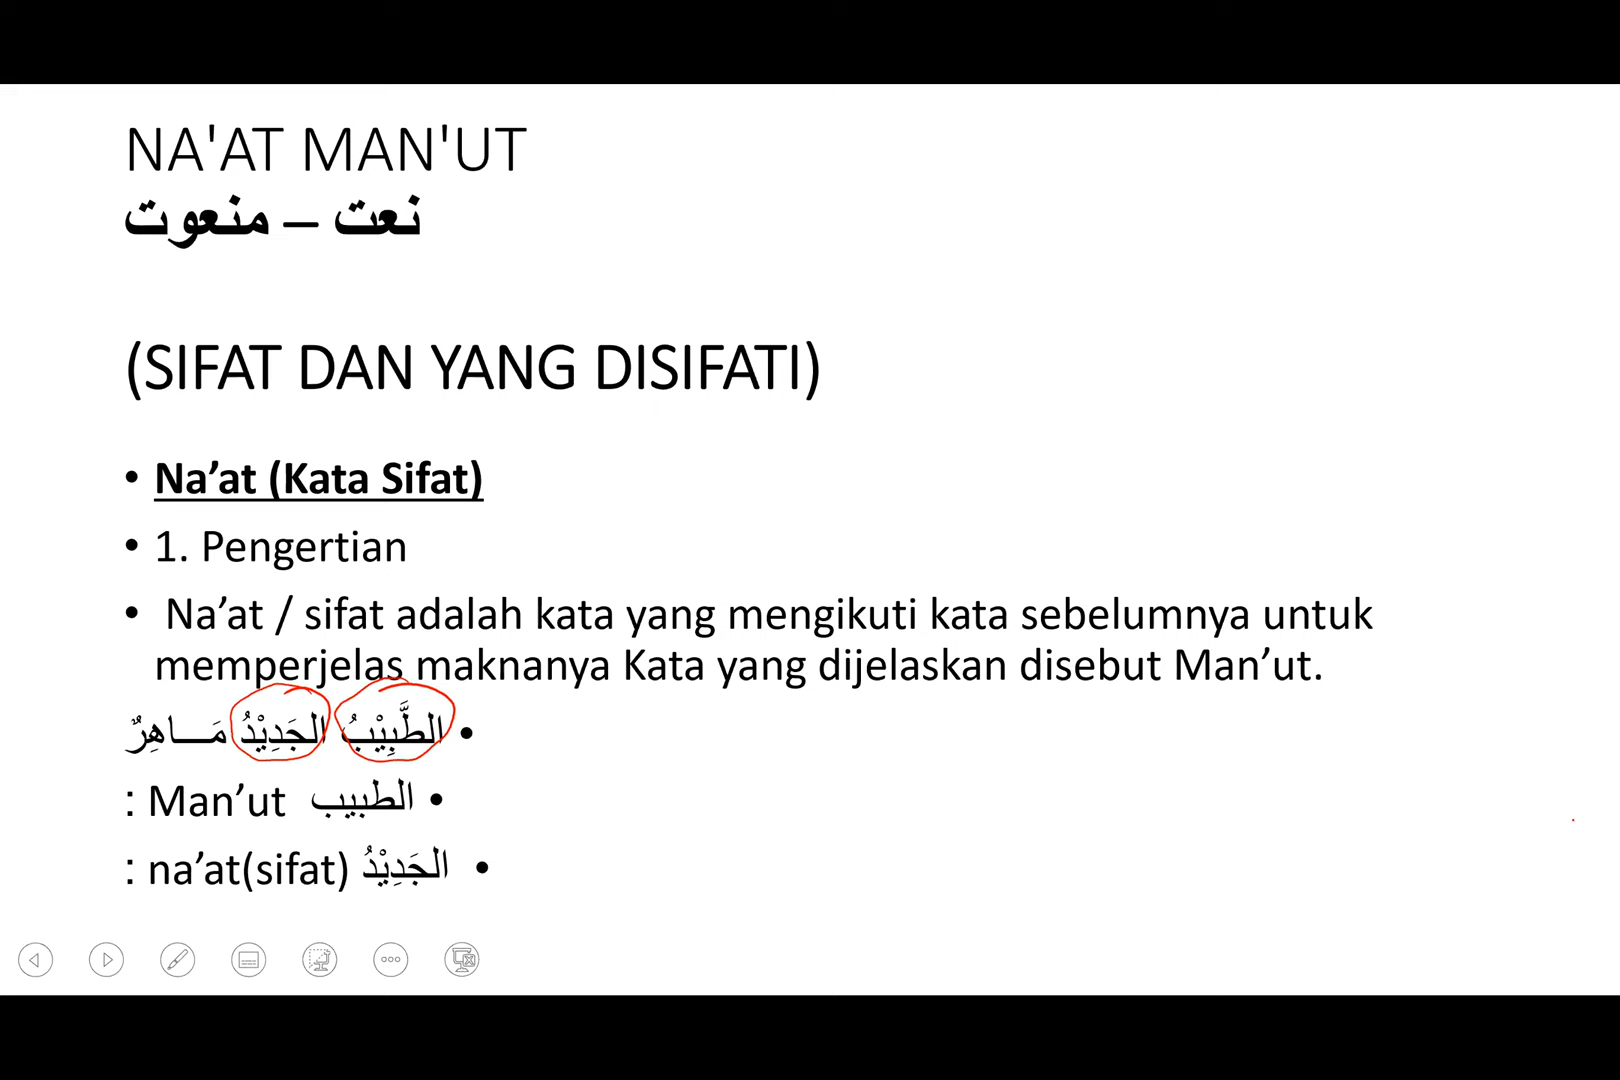 NA'AT MAN'UT
نعت – منعوت
(SIFAT DAN YANG DISIFATI)
• Na’at (Kata Sifat)
• 1. Pengertian
• Na’at / sifat adalah kata yang mengikuti kata sebelumnya untuk
memperjelas maknanya Kata yang dijelaskan disebut Man’ut.
• الطَّبِيْبُ الجَدِيْدُ مَـــاهِرٌ
• الطبيب Man’ut :
• الجَدِيْدُ na’at(sifat) :